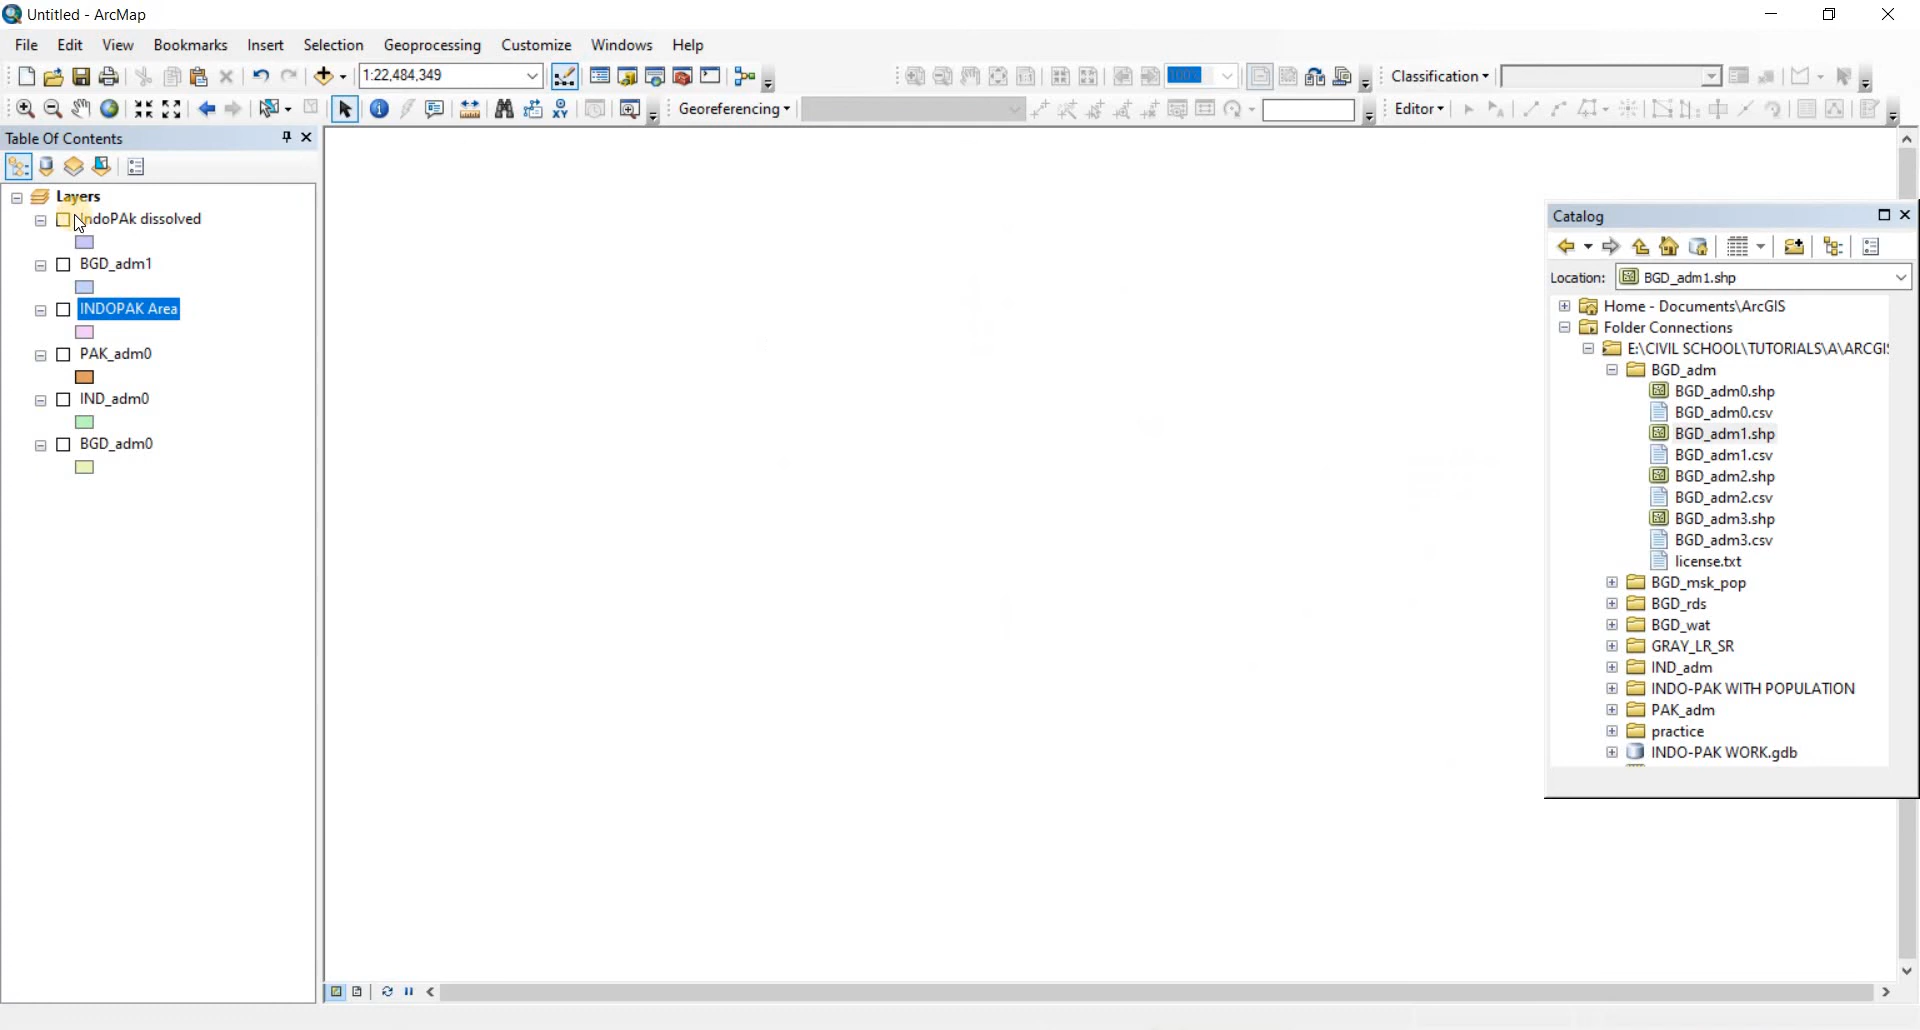 Untitled - ArcMap
File Edit View Bookmarks Insert Selection Geoprocessing Customize Windows Help
1:22,484,349 100% Classification
Georeferencing Editor
Table Of Contents
Layers
IndoPAk dissolved
BGD_adm1
INDOPAK Area
PAK_adm0
IND_adm0
BGD_adm0
Catalog
Location: BGD_adm1.shp
Home - Documents\ArcGIS
Folder Connections
E:\CIVIL SCHOOL\TUTORIALS\A\ARCGIS
BGD_adm
BGD_adm0.shp
BGD_adm0.csv
BGD_adm1.shp
BGD_adm1.csv
BGD_adm2.shp
BGD_adm2.csv
BGD_adm3.shp
BGD_adm3.csv
license.txt
BGD_msk_pop
BGD_rds
BGD_wat
GRAY_LR_SR
IND_adm
INDO-PAK WITH POPULATION
PAK_adm
practice
INDO-PAK WORK.gdb